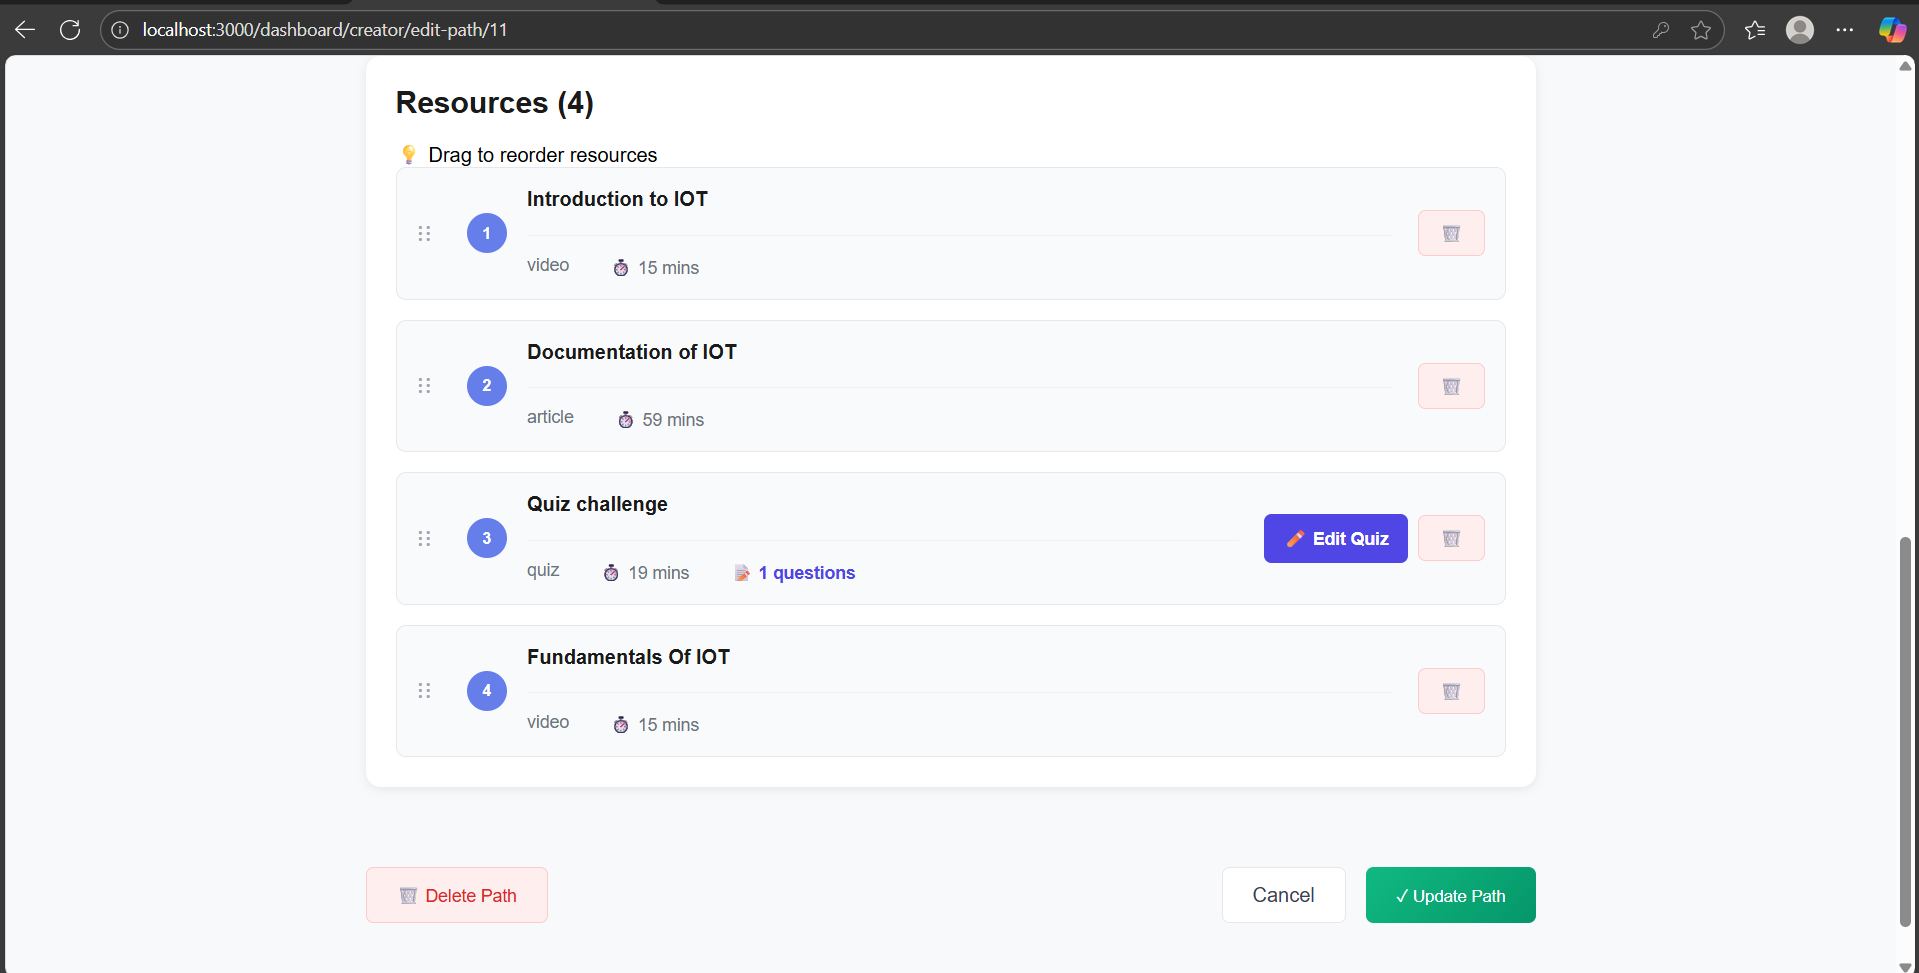 localhost:3000/dashboard/creator/edit-path/11
Resources (4)
💡 Drag to reorder resources
1
Introduction to IOT
video
15 mins
2
Documentation of IOT
article
59 mins
3
Quiz challenge
quiz
19 mins
1 questions
Edit Quiz
4
Fundamentals Of IOT
video
15 mins
Delete Path
Cancel
✓ Update Path